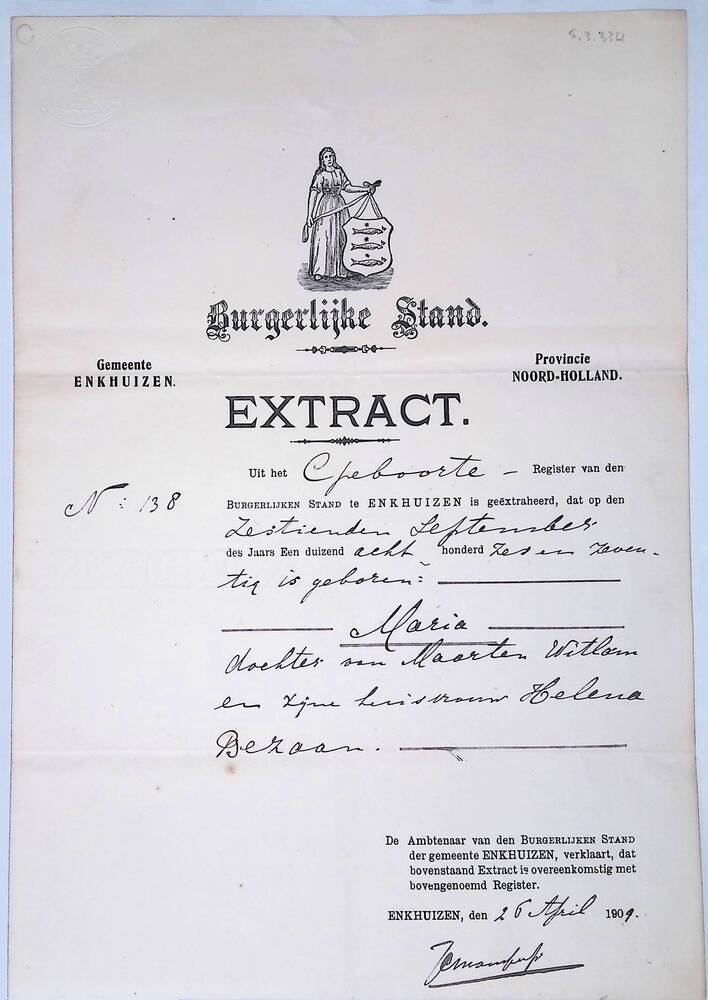 S.3.334
Burgerlijke Stand.
Gemeente
ENKHUIZEN.
Provincie
NOORD-HOLLAND.
EXTRACT.
Uit het Geboorte - Register van den
No: 138
BURGERLIJKEN STAND te ENKHUIZEN is geëxtraheerd, dat op den
Zestienden September
des Jaars Een duizend acht honderd zes en zeven-
tig is geboren:
Maria
dochter van Maarten Witlam
en zijne huisvrouw Helena
Bezaan.
De Ambtenaar van den BURGERLIJKEN STAND
der gemeente ENKHUIZEN, verklaart, dat
bovenstaand Extract is overeenkomstig met
bovengenoemd Register.
ENKHUIZEN, den 26 April 1909.